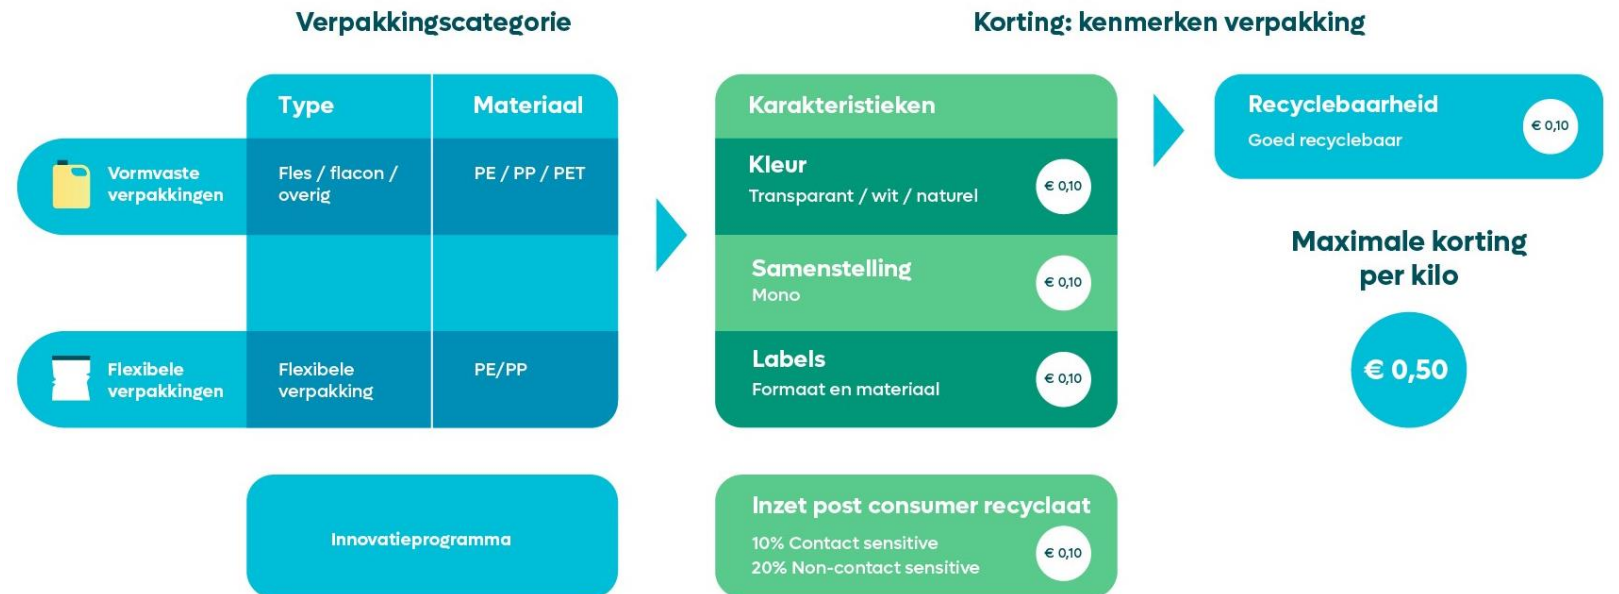 Verpakkingscategorie
Korting: kenmerken verpakking
Type
Materiaal
Vormvaste
verpakkingen
Fles / flacon /
overig
PE / PP / PET
Flexibele
verpakkingen
Flexibele
verpakking
PE/PP
Innovatieprogramma
Karakteristieken
Kleur
Transparant / wit / naturel
€ 0,10
Samenstelling
Mono
€ 0,10
Labels
Formaat en materiaal
€ 0,10
Inzet post consumer recyclaat
10% Contact sensitive
20% Non-contact sensitive
€ 0,10
Recyclebaarheid
Goed recyclebaar
€ 0,10
Maximale korting
per kilo
€ 0,50